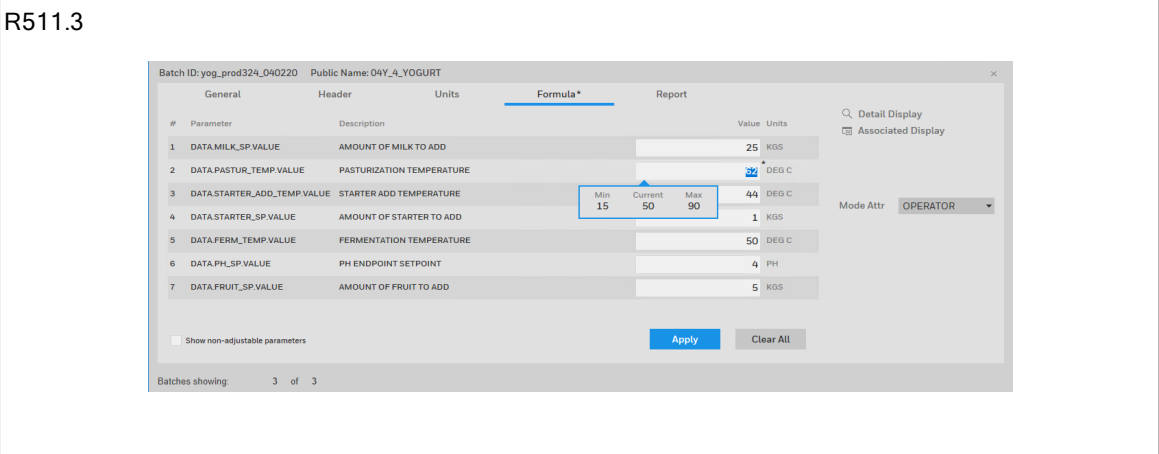 R511.3
Batch ID: yog_prod324_040220 Public Name: 04Y_4_YOGURT ×
General Header Units Formula* Report
Detail Display
Associated Display
# Parameter Description Value Units
1 DATA.MILK_SP.VALUE AMOUNT OF MILK TO ADD 25 KGS
2 DATA.PASTUR_TEMP.VALUE PASTURIZATION TEMPERATURE 62 * DEG C
3 DATA.STARTER_ADD_TEMP.VALUE STARTER ADD TEMPERATURE 44 DEG C
Min Current Max
15 50 90
Mode Attr OPERATOR
4 DATA.STARTER_SP.VALUE AMOUNT OF STARTER TO ADD 1 KGS
5 DATA.FERM_TEMP.VALUE FERMENTATION TEMPERATURE 50 DEG C
6 DATA.PH_SP.VALUE PH ENDPOINT SETPOINT 4 PH
7 DATA.FRUIT_SP.VALUE AMOUNT OF FRUIT TO ADD 5 KGS
Show non-adjustable parameters Apply Clear All
Batches showing: 3 of 3